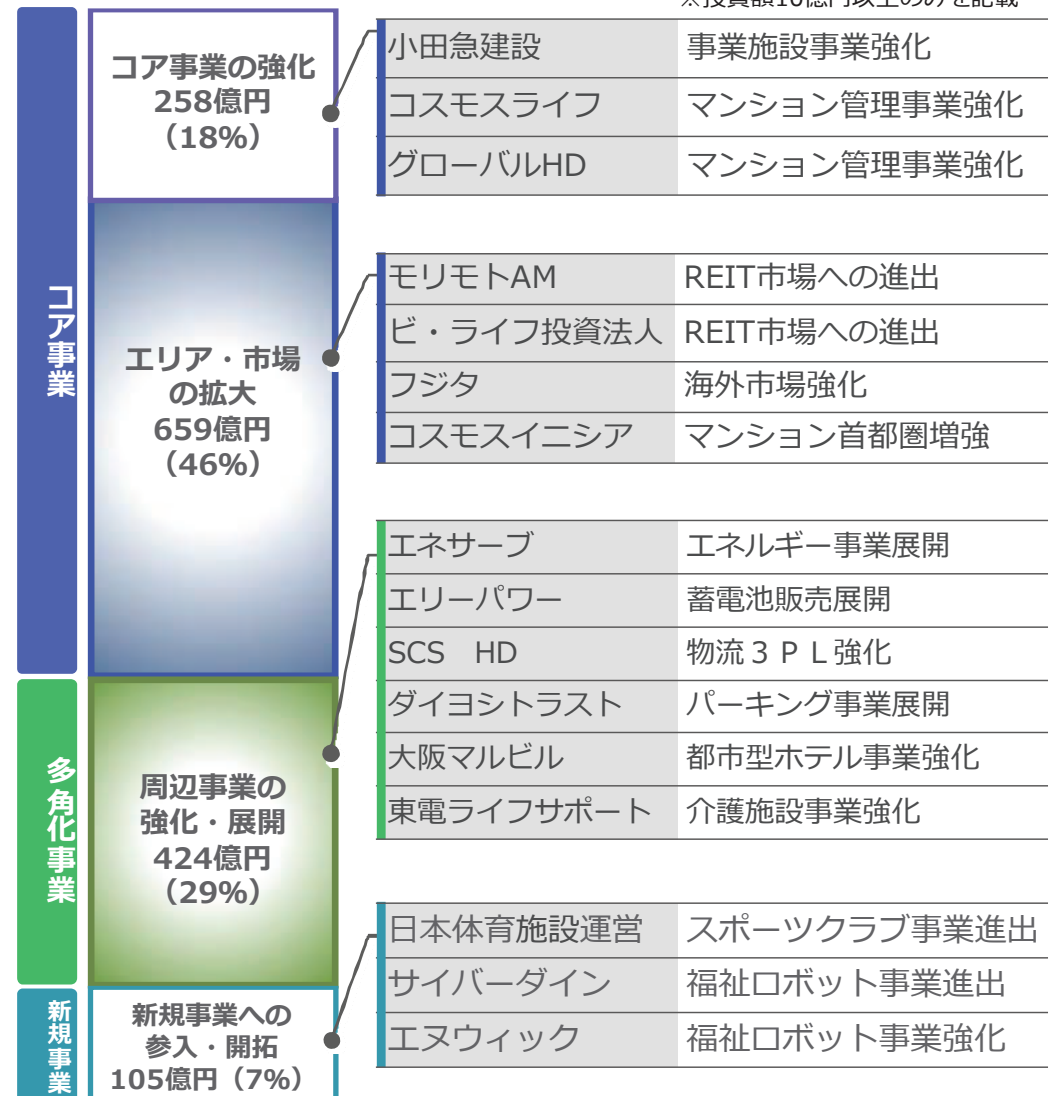 ※投資額10億円以上のみを記載
コア事業
コア事業の強化
258億円
（18%）
小田急建設 事業施設事業強化
コスモスライフ マンション管理事業強化
グローバルHD マンション管理事業強化
エリア・市場
の拡大
659億円
（46%）
モリモトAM REIT市場への進出
ビ・ライフ投資法人 REIT市場への進出
フジタ 海外市場強化
コスモスイニシア マンション首都圏増強
多角化事業
周辺事業の
強化・展開
424億円
（29%）
エネサーブ エネルギー事業展開
エリーパワー 蓄電池販売展開
SCS　HD 物流３ＰＬ強化
ダイヨシトラスト パーキング事業展開
大阪マルビル 都市型ホテル事業強化
東電ライフサポート 介護施設事業強化
新規事業
新規事業への
参入・開拓
105億円（7%）
日本体育施設運営 スポーツクラブ事業進出
サイバーダイン 福祉ロボット事業進出
エヌウィック 福祉ロボット事業強化